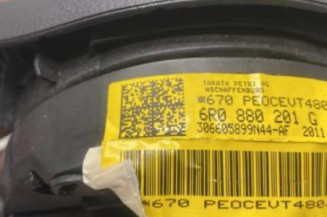 TAKATA PETRI AG
ASCHAFFENBURG
*670 PEOCEVT480
6R0 880 201 G
306605899N44-AF 2011
*670 PEOCEVT480